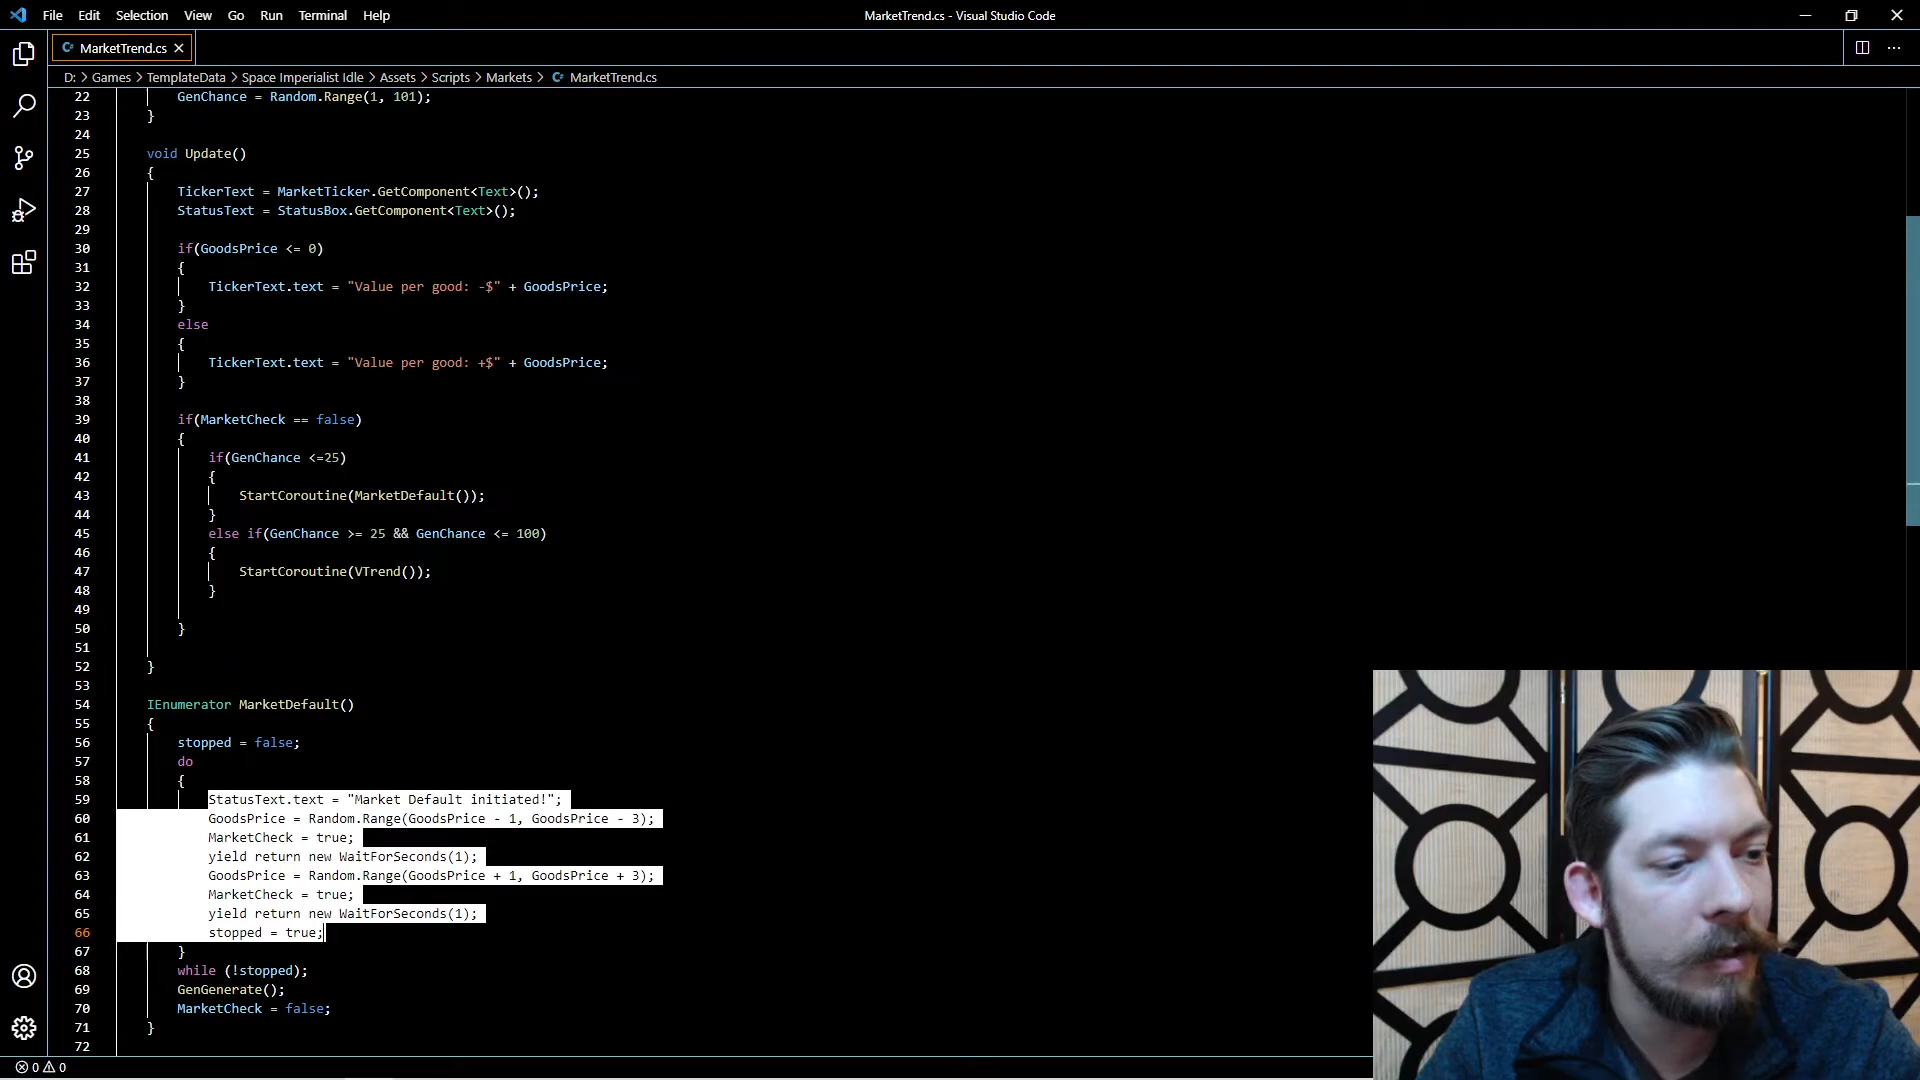 File Edit Selection View Go Run Terminal Help
MarketTrend.cs - Visual Studio Code
MarketTrend.cs
D: > Games > TemplateData > Space Imperialist Idle > Assets > Scripts > Markets > MarketTrend.cs
22 GenChance = Random.Range(1, 101);
23 }
24
25 void Update()
26 {
27 TickerText = MarketTicker.GetComponent<Text>();
28 StatusText = StatusBox.GetComponent<Text>();
29
30 if(GoodsPrice <= 0)
31 {
32 TickerText.text = "Value per good: -$" + GoodsPrice;
33 }
34 else
35 {
36 TickerText.text = "Value per good: +$" + GoodsPrice;
37 }
38
39 if(MarketCheck == false)
40 {
41 if(GenChance <=25)
42 {
43 StartCoroutine(MarketDefault());
44 }
45 else if(GenChance >= 25 && GenChance <= 100)
46 {
47 StartCoroutine(VTrend());
48 }
49
50 }
51
52 }
53
54 IEnumerator MarketDefault()
55 {
56 stopped = false;
57 do
58 {
59 StatusText.text = "Market Default initiated!";
60 GoodsPrice = Random.Range(GoodsPrice - 1, GoodsPrice - 3);
61 MarketCheck = true;
62 yield return new WaitForSeconds(1);
63 GoodsPrice = Random.Range(GoodsPrice + 1, GoodsPrice + 3);
64 MarketCheck = true;
65 yield return new WaitForSeconds(1);
66 stopped = true;
67 }
68 while (!stopped);
69 GenGenerate();
70 MarketCheck = false;
71 }
72
0 0